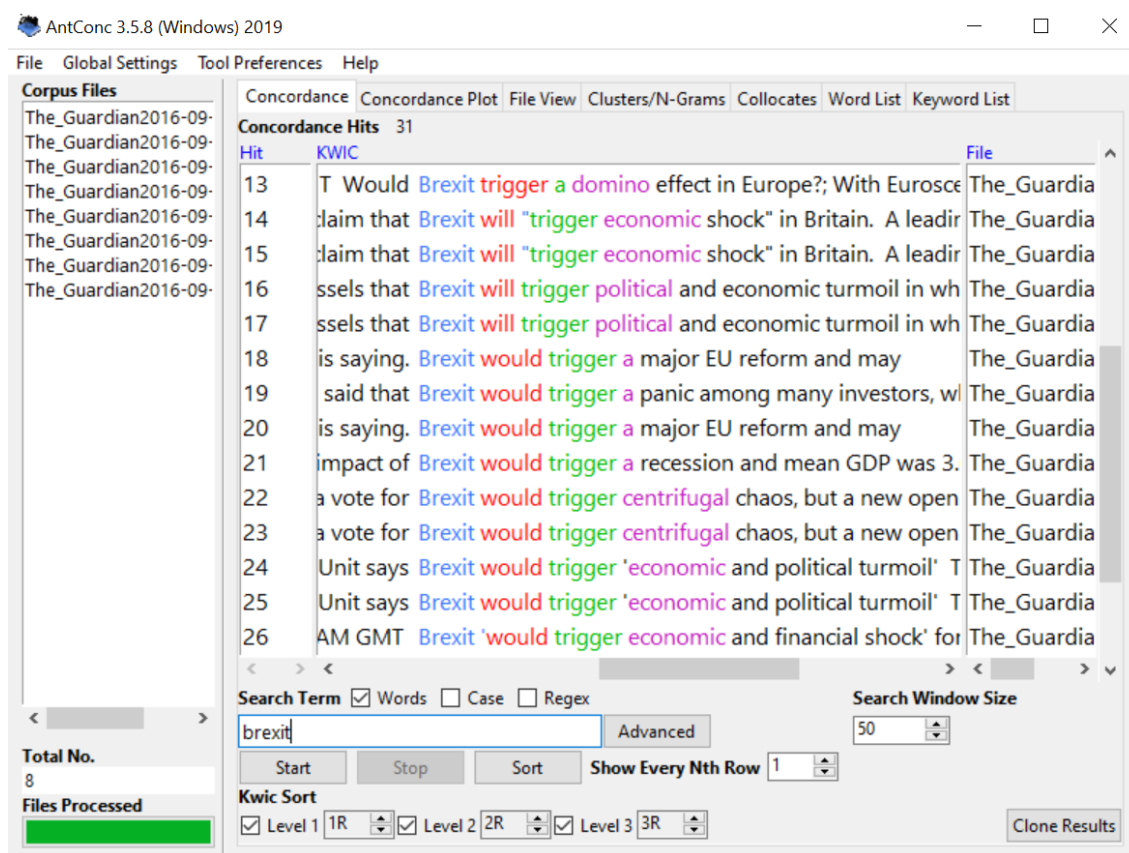 AntConc 3.5.8 (Windows) 2019
File Global Settings Tool Preferences Help
Corpus Files
The_Guardian2016-09-
The_Guardian2016-09-
The_Guardian2016-09-
The_Guardian2016-09-
The_Guardian2016-09-
The_Guardian2016-09-
The_Guardian2016-09-
The_Guardian2016-09-
Total No.
8
Files Processed
Concordance Concordance Plot File View Clusters/N-Grams Collocates Word List Keyword List
Concordance Hits 31
Hit KWIC File
13 T Would Brexit trigger a domino effect in Europe?; With Eurosce The_Guardia
14 claim that Brexit will "trigger economic shock" in Britain. A leadir The_Guardia
15 claim that Brexit will "trigger economic shock" in Britain. A leadir The_Guardia
16 ssels that Brexit will trigger political and economic turmoil in wh The_Guardia
17 ssels that Brexit will trigger political and economic turmoil in wh The_Guardia
18 is saying. Brexit would trigger a major EU reform and may The_Guardia
19 said that Brexit would trigger a panic among many investors, wl The_Guardia
20 is saying. Brexit would trigger a major EU reform and may The_Guardia
21 impact of Brexit would trigger a recession and mean GDP was 3. The_Guardia
22 a vote for Brexit would trigger centrifugal chaos, but a new open The_Guardia
23 a vote for Brexit would trigger centrifugal chaos, but a new open The_Guardia
24 Unit says Brexit would trigger 'economic and political turmoil' T The_Guardia
25 Unit says Brexit would trigger 'economic and political turmoil' T The_Guardia
26 AM GMT Brexit 'would trigger economic and financial shock' for The_Guardia
Search Term Words Case Regex Search Window Size
brexit Advanced 50
Start Stop Sort Show Every Nth Row 1
Kwic Sort
Level 1 1R Level 2 2R Level 3 3R Clone Results